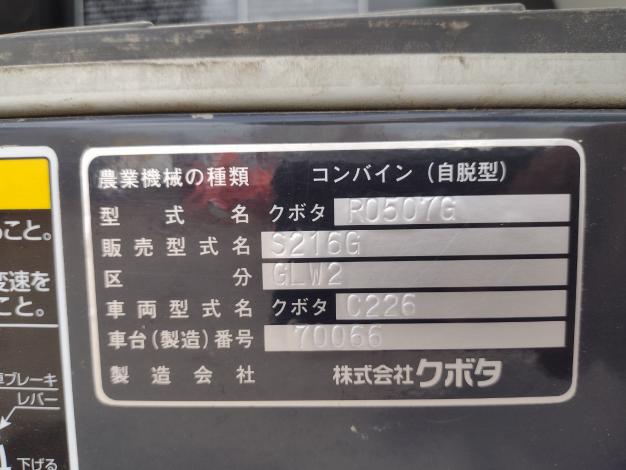 農業機械の種類 コンバイン(自脱型)
型式名 クボタ RO507G
販売型式名 S216G
区分 GLW2
車両型式名 クボタ C226
車台(製造)番号 70066
製造会社 株式会社クボタ
こと。
変速を
こと。
車ブレーキ
レバー
下げる